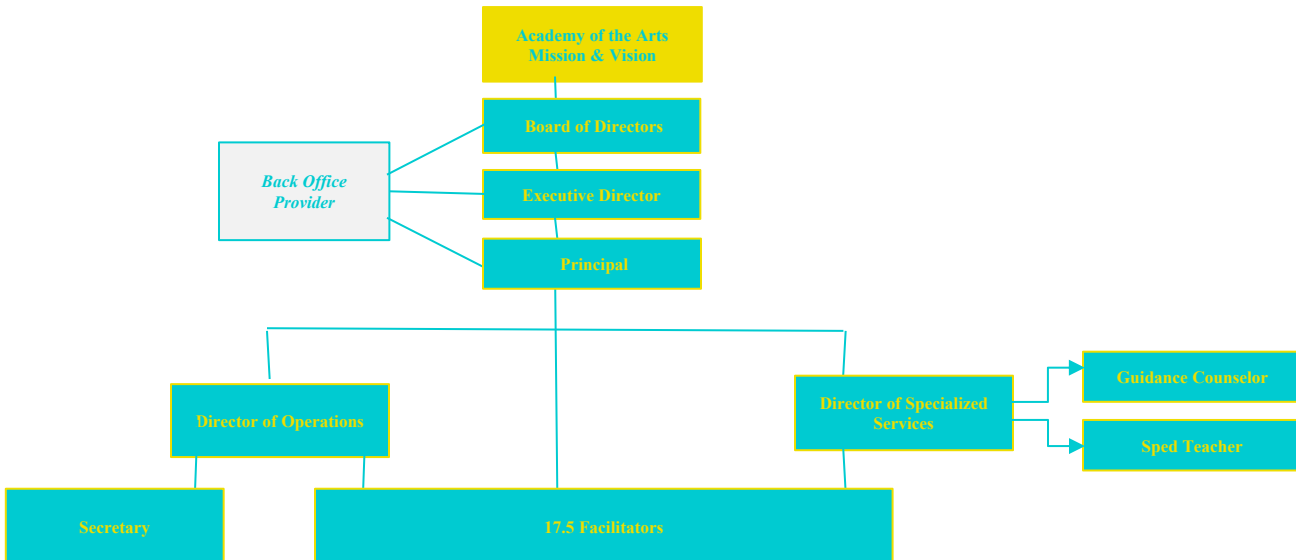 Academy of the Arts
Mission & Vision
Board of Directors
Back Office
Provider
Executive Director
Principal
Guidance Counselor
Director of Operations
Director of Specialized
Services
Sped Teacher
Secretary
17.5 Facilitators